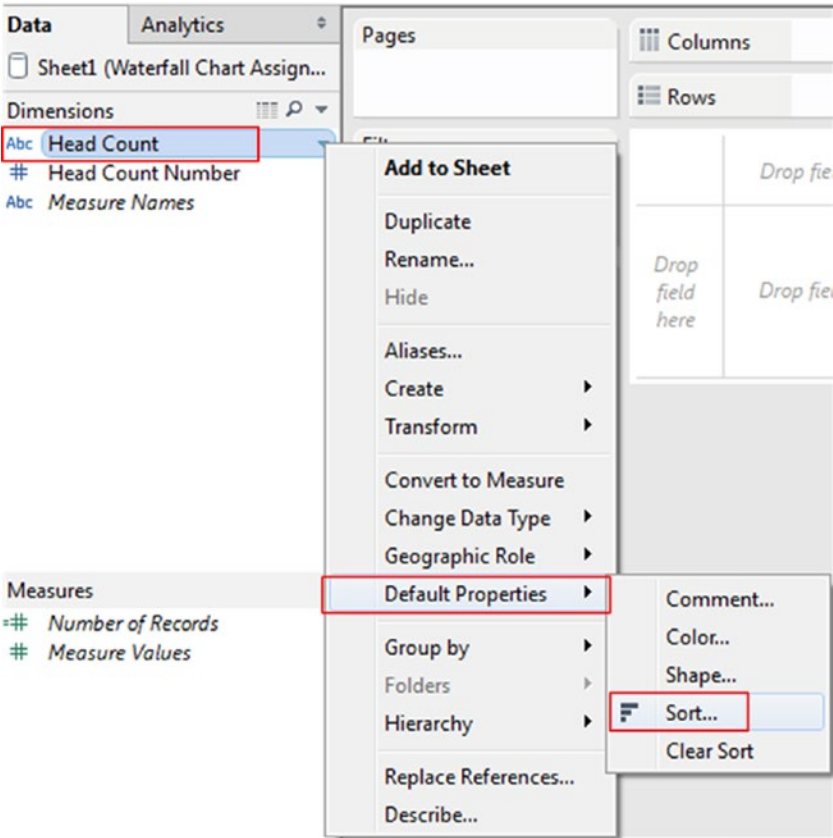 Data
Analytics
Pages
Columns
Sheet1 (Waterfall Chart Assign...
Rows
Dimensions
Abc Head Count
# Head Count Number
Abc Measure Names
Add to Sheet
Duplicate
Rename...
Hide
Aliases...
Create
Transform
Convert to Measure
Change Data Type
Geographic Role
Default Properties
Group by
Folders
Hierarchy
Replace References...
Describe...
Comment...
Color...
Shape...
Sort...
Clear Sort
Drop
Drop
field
here
Drop
Measures
=# Number of Records
# Measure Values